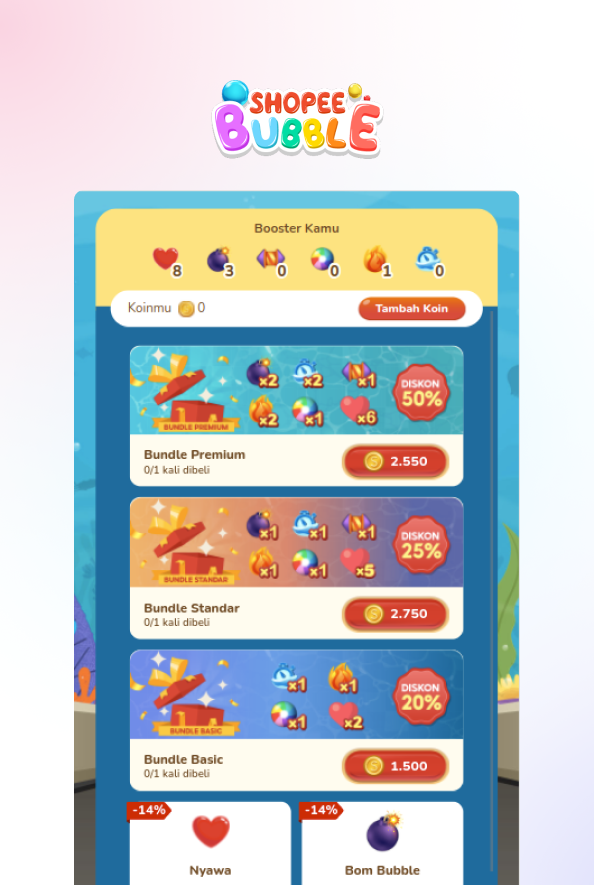 SHOPEE
BUBBLE
Booster Kamu
8 3 0 0 1 0
Koinmu 0
Tambah Koin
x2 x2 x1
DISKON
50%
x2 x1 x6
BUNDLE PREMIUM
Bundle Premium
0/1 kali dibeli
S 2.550
x1 x1 x1
DISKON
25%
x1 x1 x5
BUNDLE STANDAR
Bundle Standar
0/1 kali dibeli
S 2.750
x1 x1
DISKON
20%
x1 x2
BUNDLE BASIC
Bundle Basic
0/1 kali dibeli
S 1.500
-14%
-14%
Nyawa
Bom Bubble